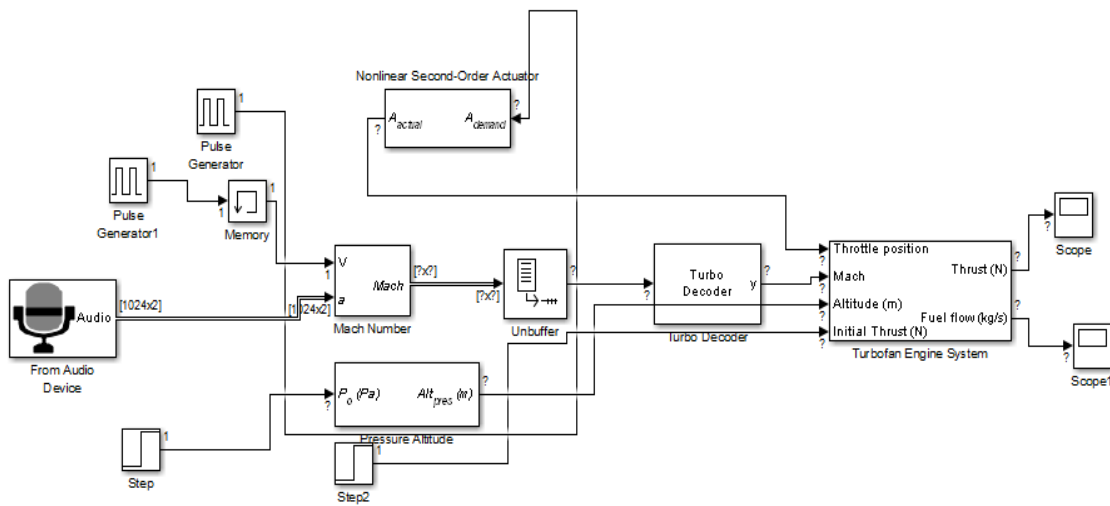 Nonlinear Second-Order Actuator
1
?
A actual
A demand
?
Pulse
Generator
1
Pulse
Generator1
1
1
Memory
?
Throttle position
?
Mach
?
Altitude (m)
?
Initial Thrust (N)
?
Thrust (N)
?
Fuel flow (kg/s)
?
Turbofan Engine System
?
Scope
?
Scope1
V
1
a
Mach
[?x?]
Mach Number
[?x?]
?
Unbuffer
?
Turbo
Decoder
y
?
Turbo Decoder
Audio
[1024x2]
[1024x2]
From Audio
Device
?
P o (Pa)
Alt pres (m)
?
Pressure Altitude
1
Step
1
Step2